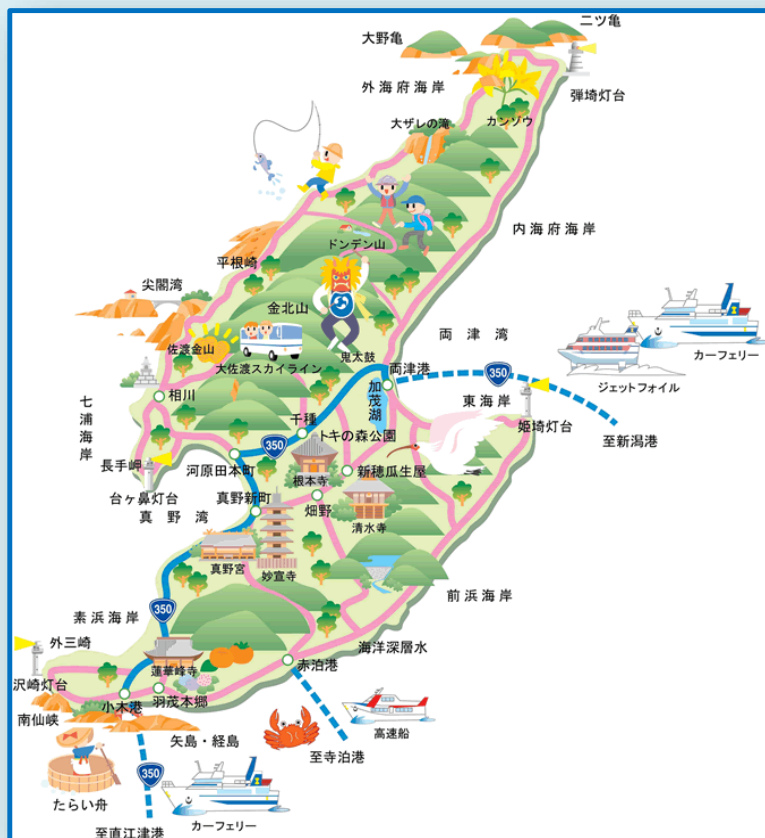 二ツ亀
大野亀
外海府海岸
弾埼灯台
大ザレの滝
カンゾウ
内海府海岸
ドンデン山
平根崎
尖閣湾
金北山
両津湾
カーフェリー
佐渡金山
大佐渡スカイライン
鬼太鼓
両津港
350
ジェットフォイル
相川
加茂湖
東海岸
七浦海岸
千種
姫埼灯台
至新潟港
トキの森公園
350
長手岬
河原田本町
根本寺
新穂瓜生屋
台ヶ鼻灯台
真野新町
畑野
真野湾
清水寺
真野宮
妙宣寺
前浜海岸
素浜海岸
350
外三崎
海洋深層水
蓮華峰寺
赤泊港
沢崎灯台
羽茂本郷
小木港
南仙峡
高速船
矢島・経島
至寺泊港
350
たらい舟
カーフェリー
至直江津港